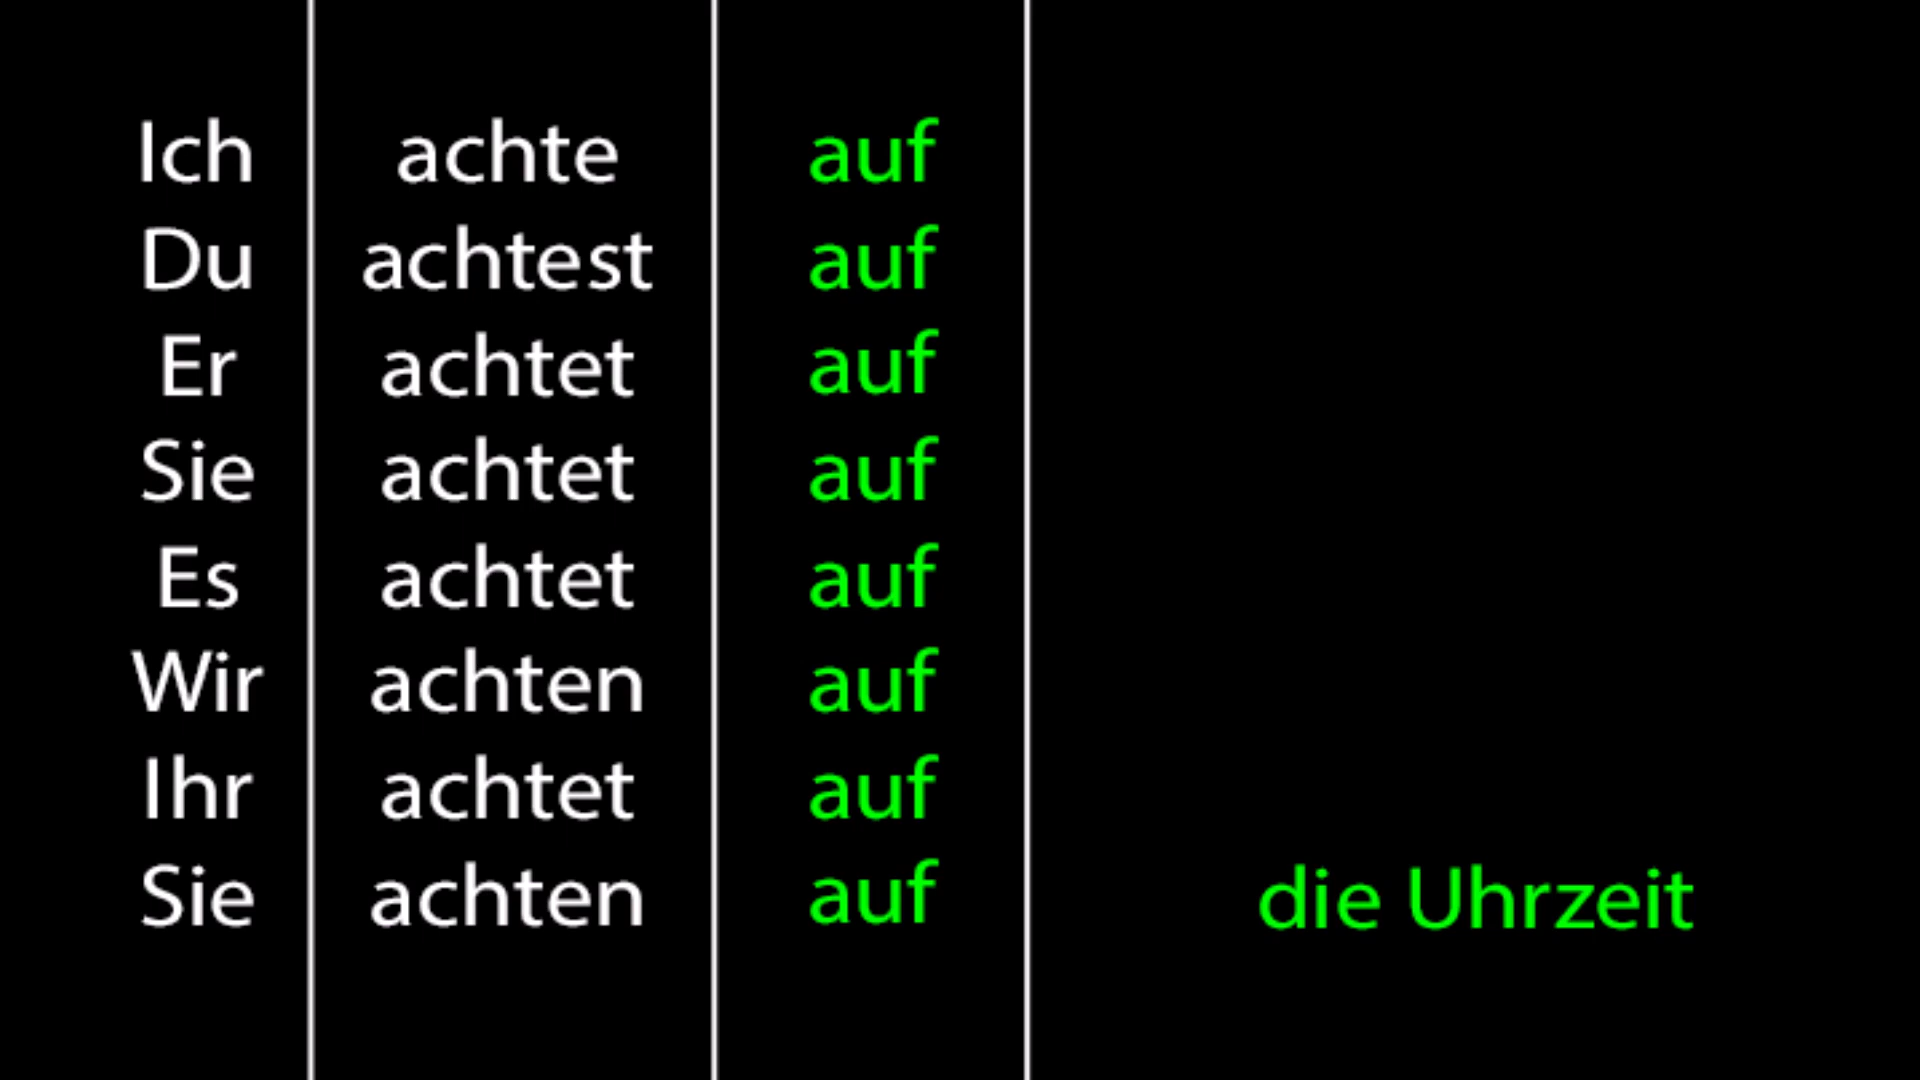 Ich achte auf
Du achtest auf
Er achtet auf
Sie achtet auf
Es achtet auf
Wir achten auf
Ihr achtet auf
Sie achten auf die Uhrzeit